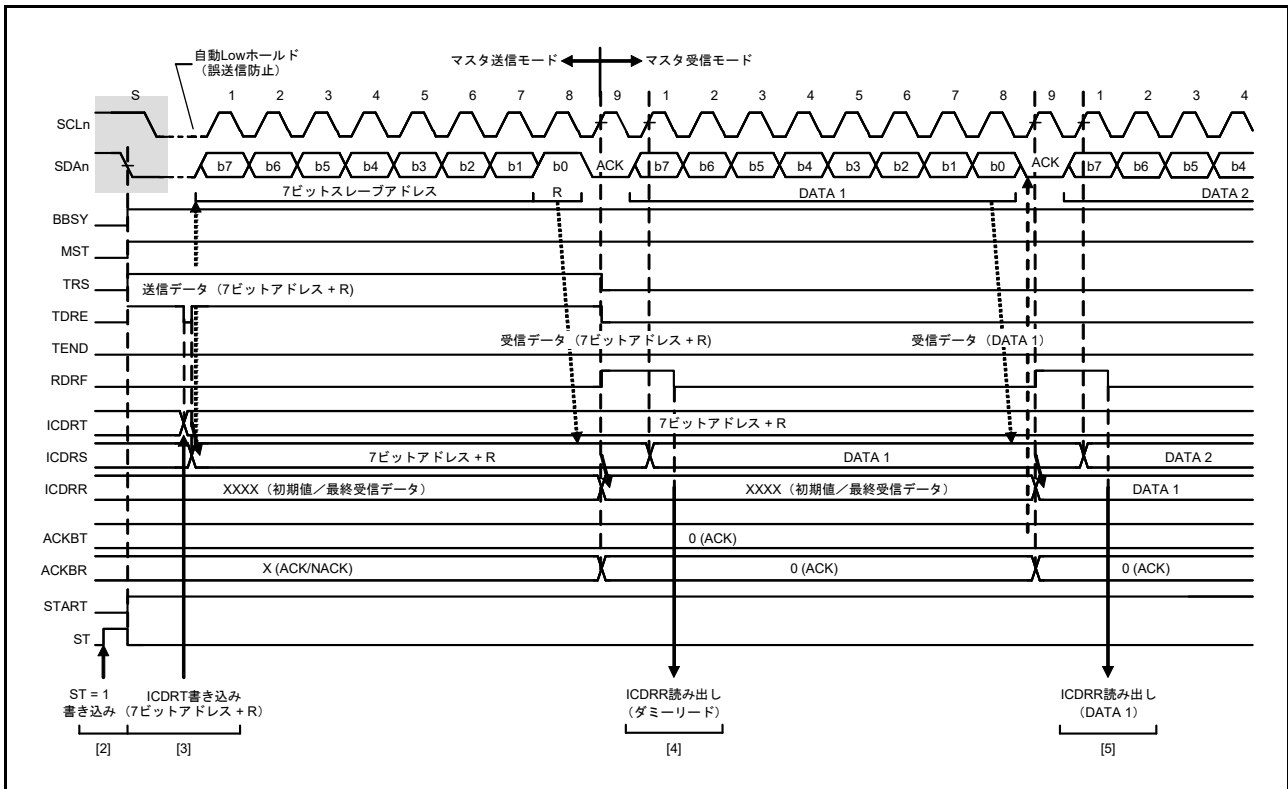 自動Lowホールド
（誤送信防止）
マスタ送信モード
マスタ受信モード
S 1 2 3 4 5 6 7 8 9 1 2 3 4 5 6 7 8 9 1 2 3 4
SCLn
SDAn b7 b6 b5 b4 b3 b2 b1 b0 ACK b7 b6 b5 b4 b3 b2 b1 b0 ACK b7 b6 b5 b4
7ビットスレーブアドレス R DATA 1 DATA 2
BBSY
MST
TRS
送信データ（7ビットアドレス + R)
TDRE
受信データ（7ビットアドレス + R)
受信データ（DATA 1）
TEND
RDRF
ICDRT 7ビットアドレス + R
ICDRS 7ビットアドレス + R DATA 1 DATA 2
ICDRR XXXX（初期値／最終受信データ） XXXX（初期値／最終受信データ） DATA 1
ACKBT 0 (ACK)
ACKBR X (ACK/NACK) 0 (ACK) 0 (ACK)
START
ST
ST = 1
書き込み
ICDRT書き込み
（7ビットアドレス + R）
ICDRR読み出し
（ダミーリード）
ICDRR読み出し
（DATA 1）
[2] [3] [4] [5]